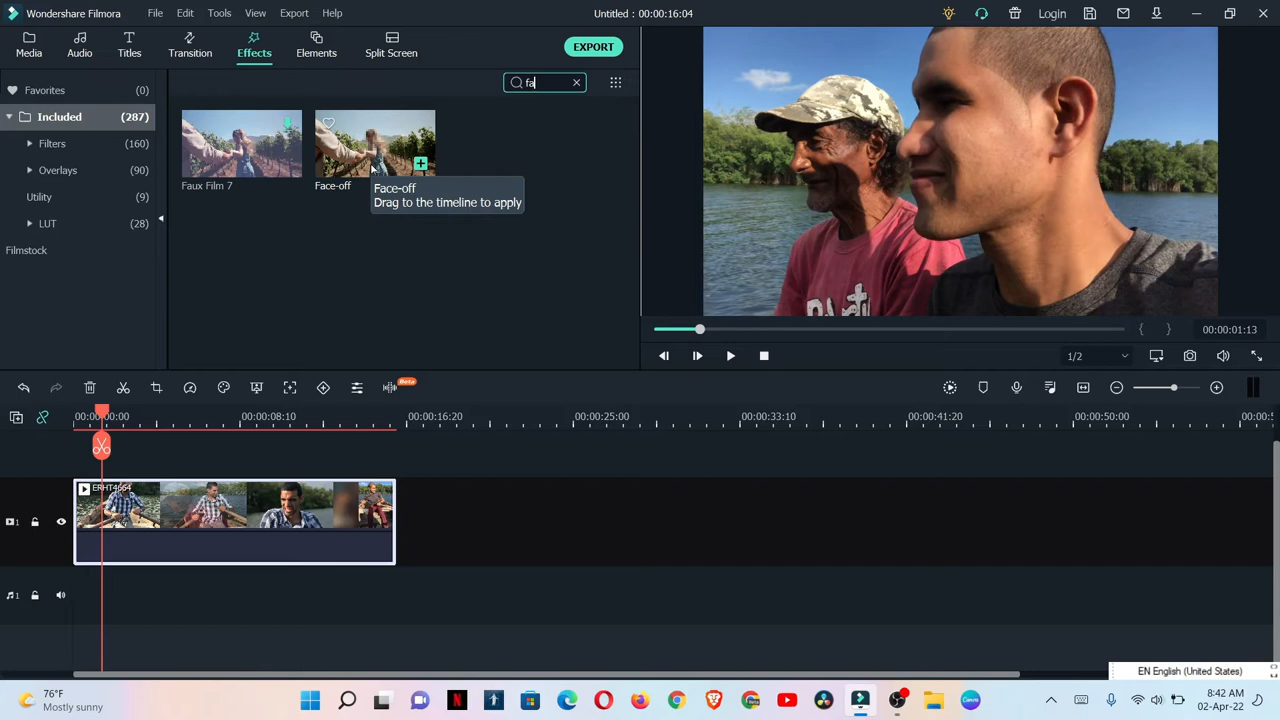 Wondershare Filmora File Edit Tools View Export Help Untitled : 00:00:16:04 Login
Media Audio Titles Transition Effects Elements Split Screen EXPORT
Favorites (0)
Included (287)
Filters (160)
Overlays (90)
Utility (9)
LUT (28)
Filmstock
fa
Faux Film 7
Face-off
Face-off
Drag to the timeline to apply
00:00:01:13
1/2
Beta
00:00:00:00 00:00:08:10 00:00:16:20 00:00:25:00 00:00:33:10 00:00:41:20 00:00:50:00
ERHT4664
1
1
EN English (United States)
76°F
Mostly sunny
8:42 AM
02-Apr-22